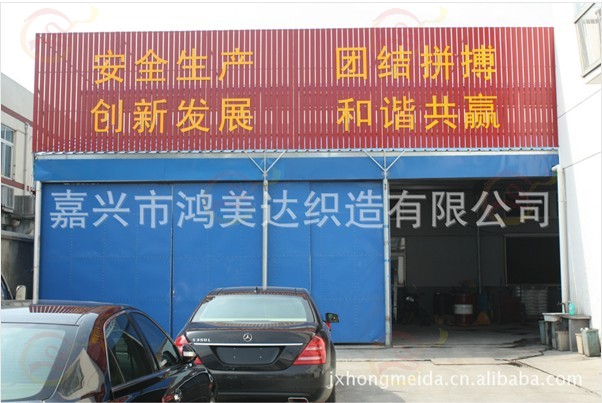 安全生产 团结拼搏
创新发展 和谐共赢
嘉兴市鸿美达织造有限公司
jxhongmeida.cn.alibaba.com